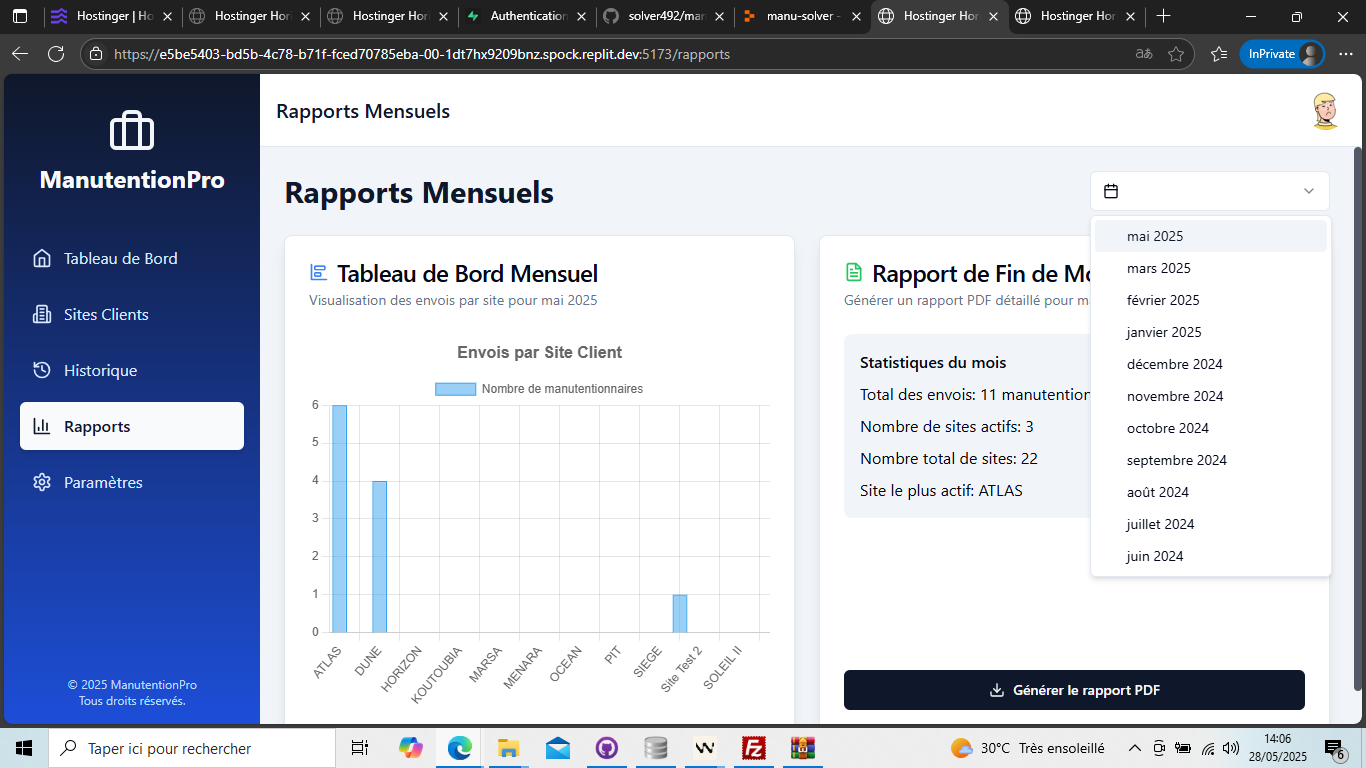 Hostinger | Ho
Hostinger Hori
Hostinger Hori
Authentication
solver492/man
manu-solver -
Hostinger Hor
Hostinger Hori
https://e5be5403-bd5b-4c78-b71f-fced70785eba-00-1dt7hx9209bnz.spock.replit.dev:5173/rapports
InPrivate
ManutentionPro
Tableau de Bord
Sites Clients
Historique
Rapports
Paramètres
© 2025 ManutentionPro
Tous droits réservés.
Rapports Mensuels
Rapports Mensuels
mai 2025
mars 2025
février 2025
janvier 2025
décembre 2024
novembre 2024
octobre 2024
septembre 2024
août 2024
juillet 2024
juin 2024
Tableau de Bord Mensuel
Visualisation des envois par site pour mai 2025
Envois par Site Client
Nombre de manutentionnaires
6
5
4
3
2
1
0
ATLAS
DUNE
HORIZON
KOUTOUBIA
MARSA
MENARA
OCEAN
PIT
SIEGE
Site Test 2
SOLEIL II
Rapport de Fin de Mo
Générer un rapport PDF détaillé pour m
Statistiques du mois
Total des envois: 11 manutention
Nombre de sites actifs: 3
Nombre total de sites: 22
Site le plus actif: ATLAS
Générer le rapport PDF
Taper ici pour rechercher
30°C Très ensoleillé
14:06
28/05/2025
6